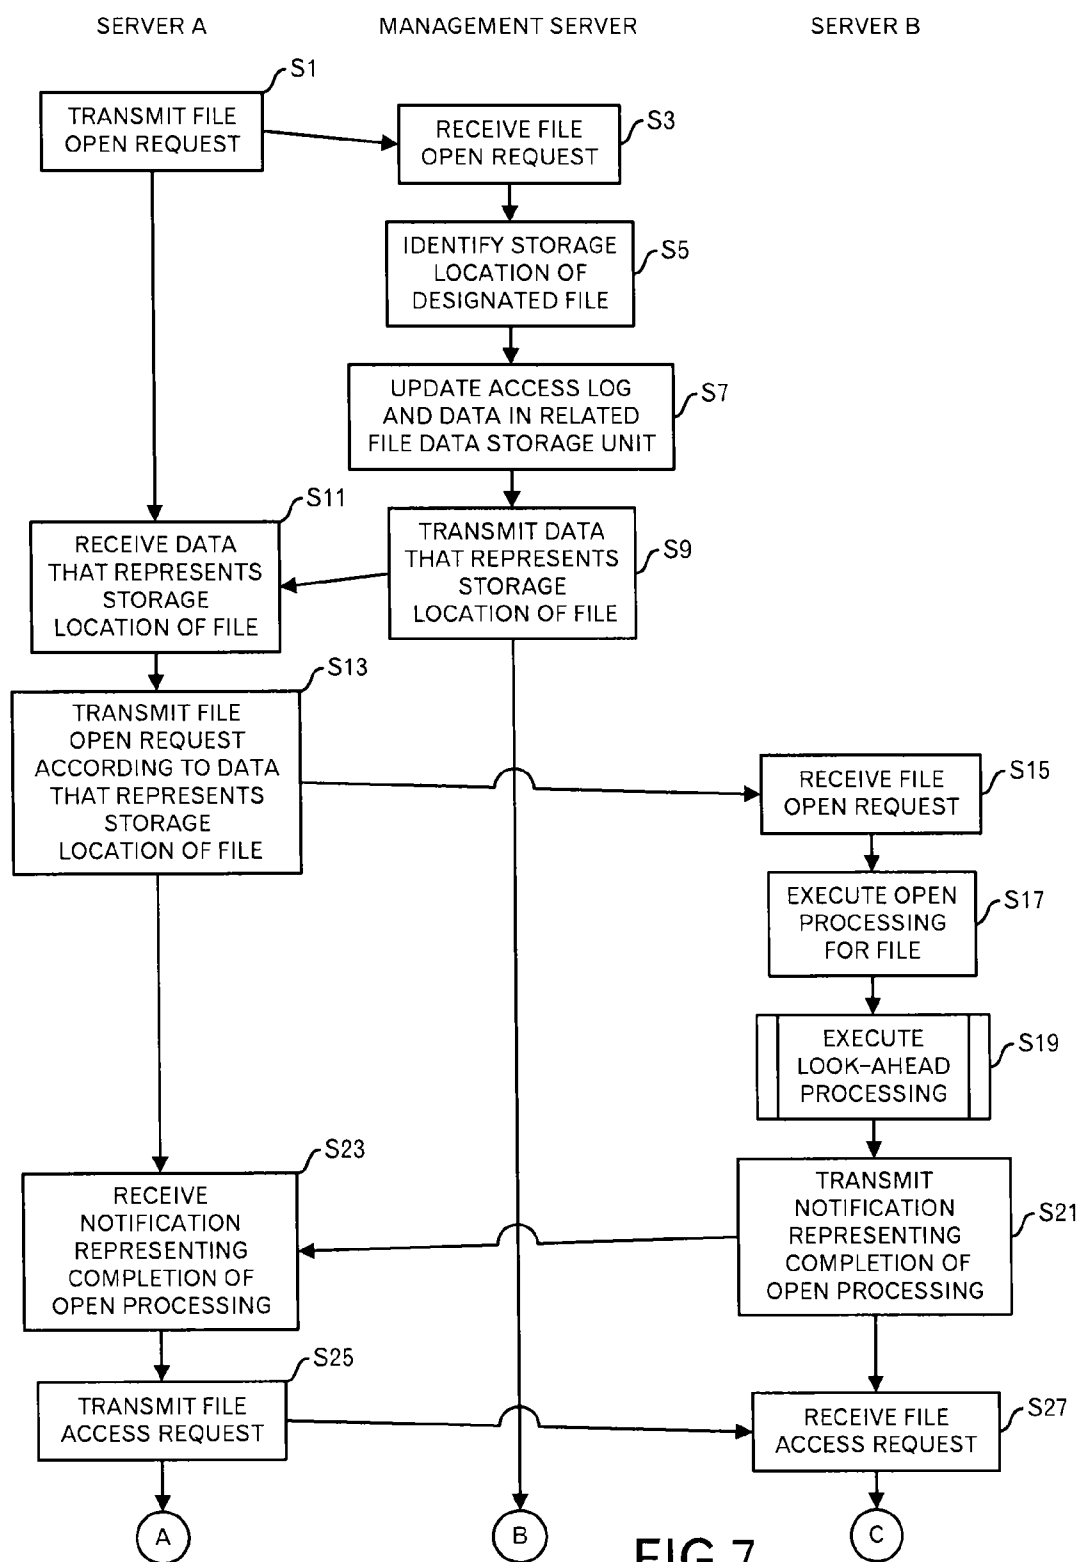 SERVER A
MANAGEMENT SERVER
SERVER B
S1
TRANSMIT FILE
OPEN REQUEST
S3
RECEIVE FILE
OPEN REQUEST
S5
IDENTIFY STORAGE
LOCATION OF
DESIGNATED FILE
S7
UPDATE ACCESS LOG
AND DATA IN RELATED
FILE DATA STORAGE UNIT
S11
RECEIVE DATA
THAT REPRESENTS
STORAGE
LOCATION OF FILE
S9
TRANSMIT DATA
THAT REPRESENTS
STORAGE
LOCATION OF FILE
S13
TRANSMIT FILE
OPEN REQUEST
ACCORDING TO DATA
THAT REPRESENTS
STORAGE
LOCATION OF FILE
S15
RECEIVE FILE
OPEN REQUEST
S17
EXECUTE OPEN
PROCESSING
FOR FILE
S19
EXECUTE
LOOK-AHEAD
PROCESSING
S23
RECEIVE
NOTIFICATION
REPRESENTING
COMPLETION OF
OPEN PROCESSING
S21
TRANSMIT
NOTIFICATION
REPRESENTING
COMPLETION OF
OPEN PROCESSING
S25
TRANSMIT FILE
ACCESS REQUEST
S27
RECEIVE FILE
ACCESS REQUEST
A
B
C
FIG.7